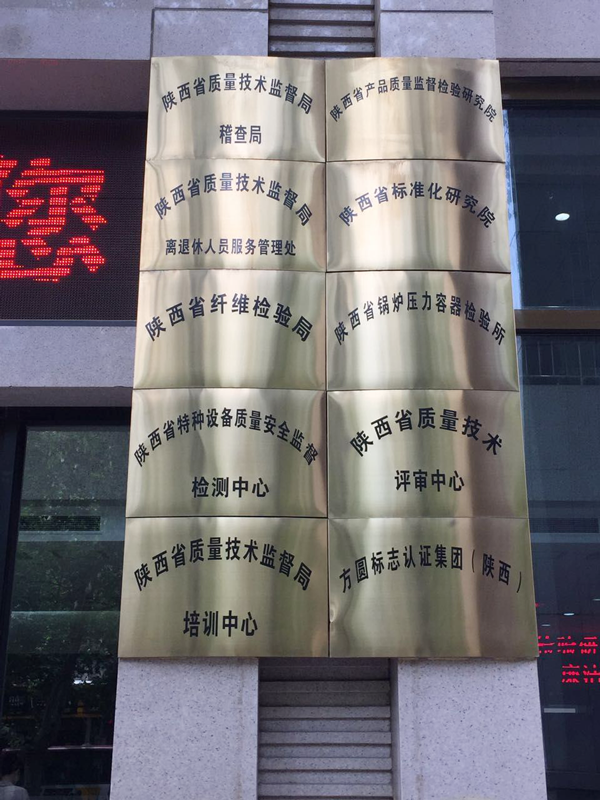 陕西省质量技术监督局
稽查局
陕西省产品质量监督检验研究院
陕西省质量技术监督局
离退休人员服务管理处
陕西省标准化研究院
陕西省纤维检验局
陕西省锅炉压力容器检验所
陕西省特种设备质量安全监督
检测中心
陕西省质量技术
评审中心
陕西省质量技术监督局
培训中心
方圆标志认证集团（陕西）